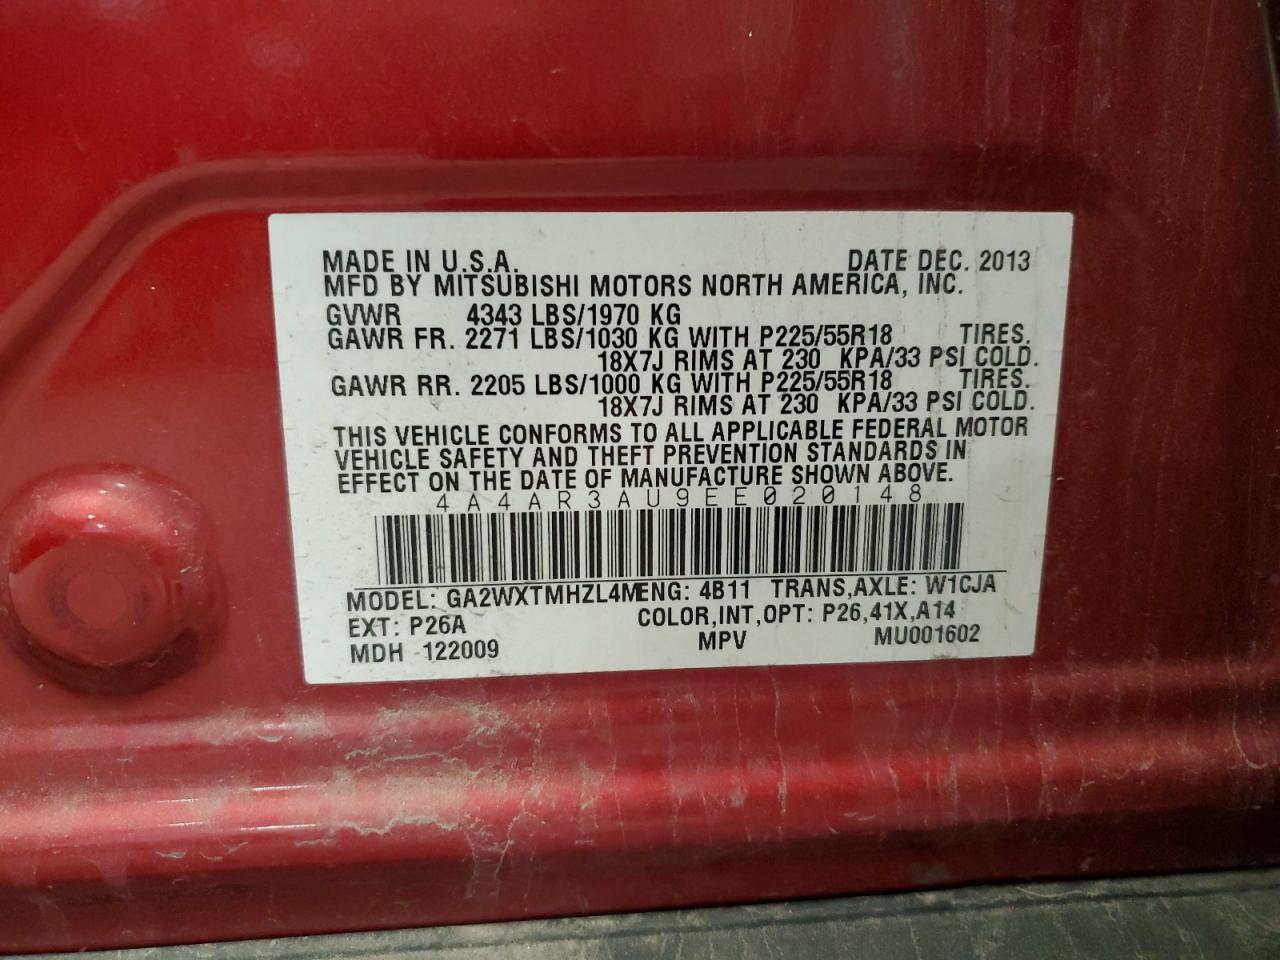 MADE IN U.S.A. DATE DEC. 2013
MFD BY MITSUBISHI MOTORS NORTH AMERICA, INC.
GVWR 4343 LBS/1970 KG
GAWR FR. 2271 LBS/1030 KG WITH P225/55R18 TIRES.
18X7J RIMS AT 230 KPA/33 PSI COLD.
GAWR RR. 2205 LBS/1000 KG WITH P225/55R18 TIRES.
18X7J RIMS AT 230 KPA/33 PSI COLD.
THIS VEHICLE CONFORMS TO ALL APPLICABLE FEDERAL MOTOR
VEHICLE SAFETY AND THEFT PREVENTION STANDARDS IN
EFFECT ON THE DATE OF MANUFACTURE SHOWN ABOVE.
4A4AR3AU9EE020148
MODEL: GA2WXTMHZL4MENG: 4B11 TRANS,AXLE: W1CJA
EXT: P26A COLOR,INT,OPT: P26,41X,A14
MDH 122009 MPV MU001602